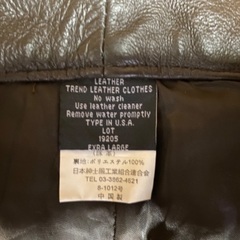 LEATHER
TREND LEATHER CLOTHES
No wash
Use leather cleaner
Remove water promptly
TYPE IN U.S.A.
LOT
19205
EXTRA LARGE
裏地:ポリエステル100%
日本紳士服工業組合連合会
TEL 03-3862-4521
8-1012号
中国製